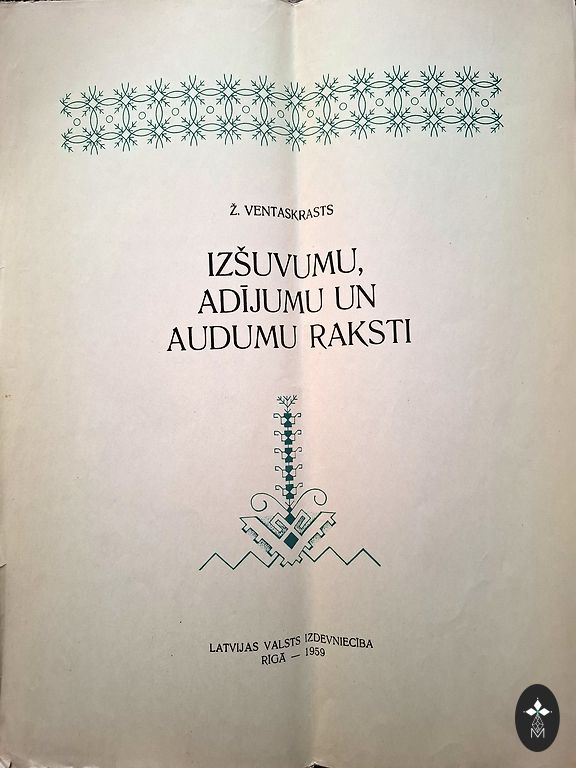 Ž. VENTASKRASTS
IZŠUVUMU,
ADĪJUMU UN
AUDUMU RAKSTI
LATVIJAS VALSTS IZDEVNIECĪBA
RĪGĀ — 1959
M